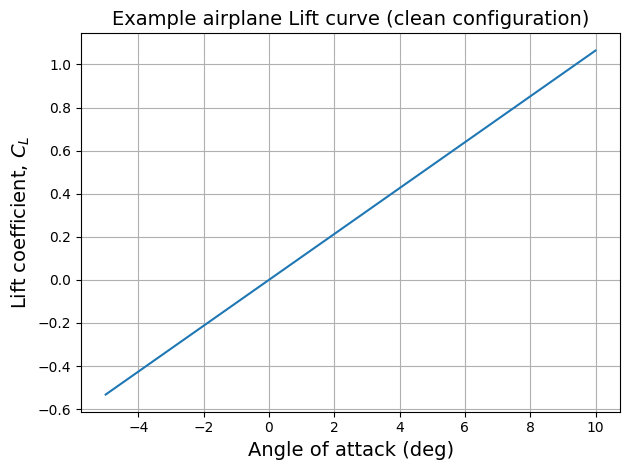 Example airplane Lift curve (clean configuration)
Lift coefficient, C_L
1.0
0.8
0.6
0.4
0.2
0.0
−0.2
−0.4
−0.6
−4 −2 0 2 4 6 8 10
Angle of attack (deg)